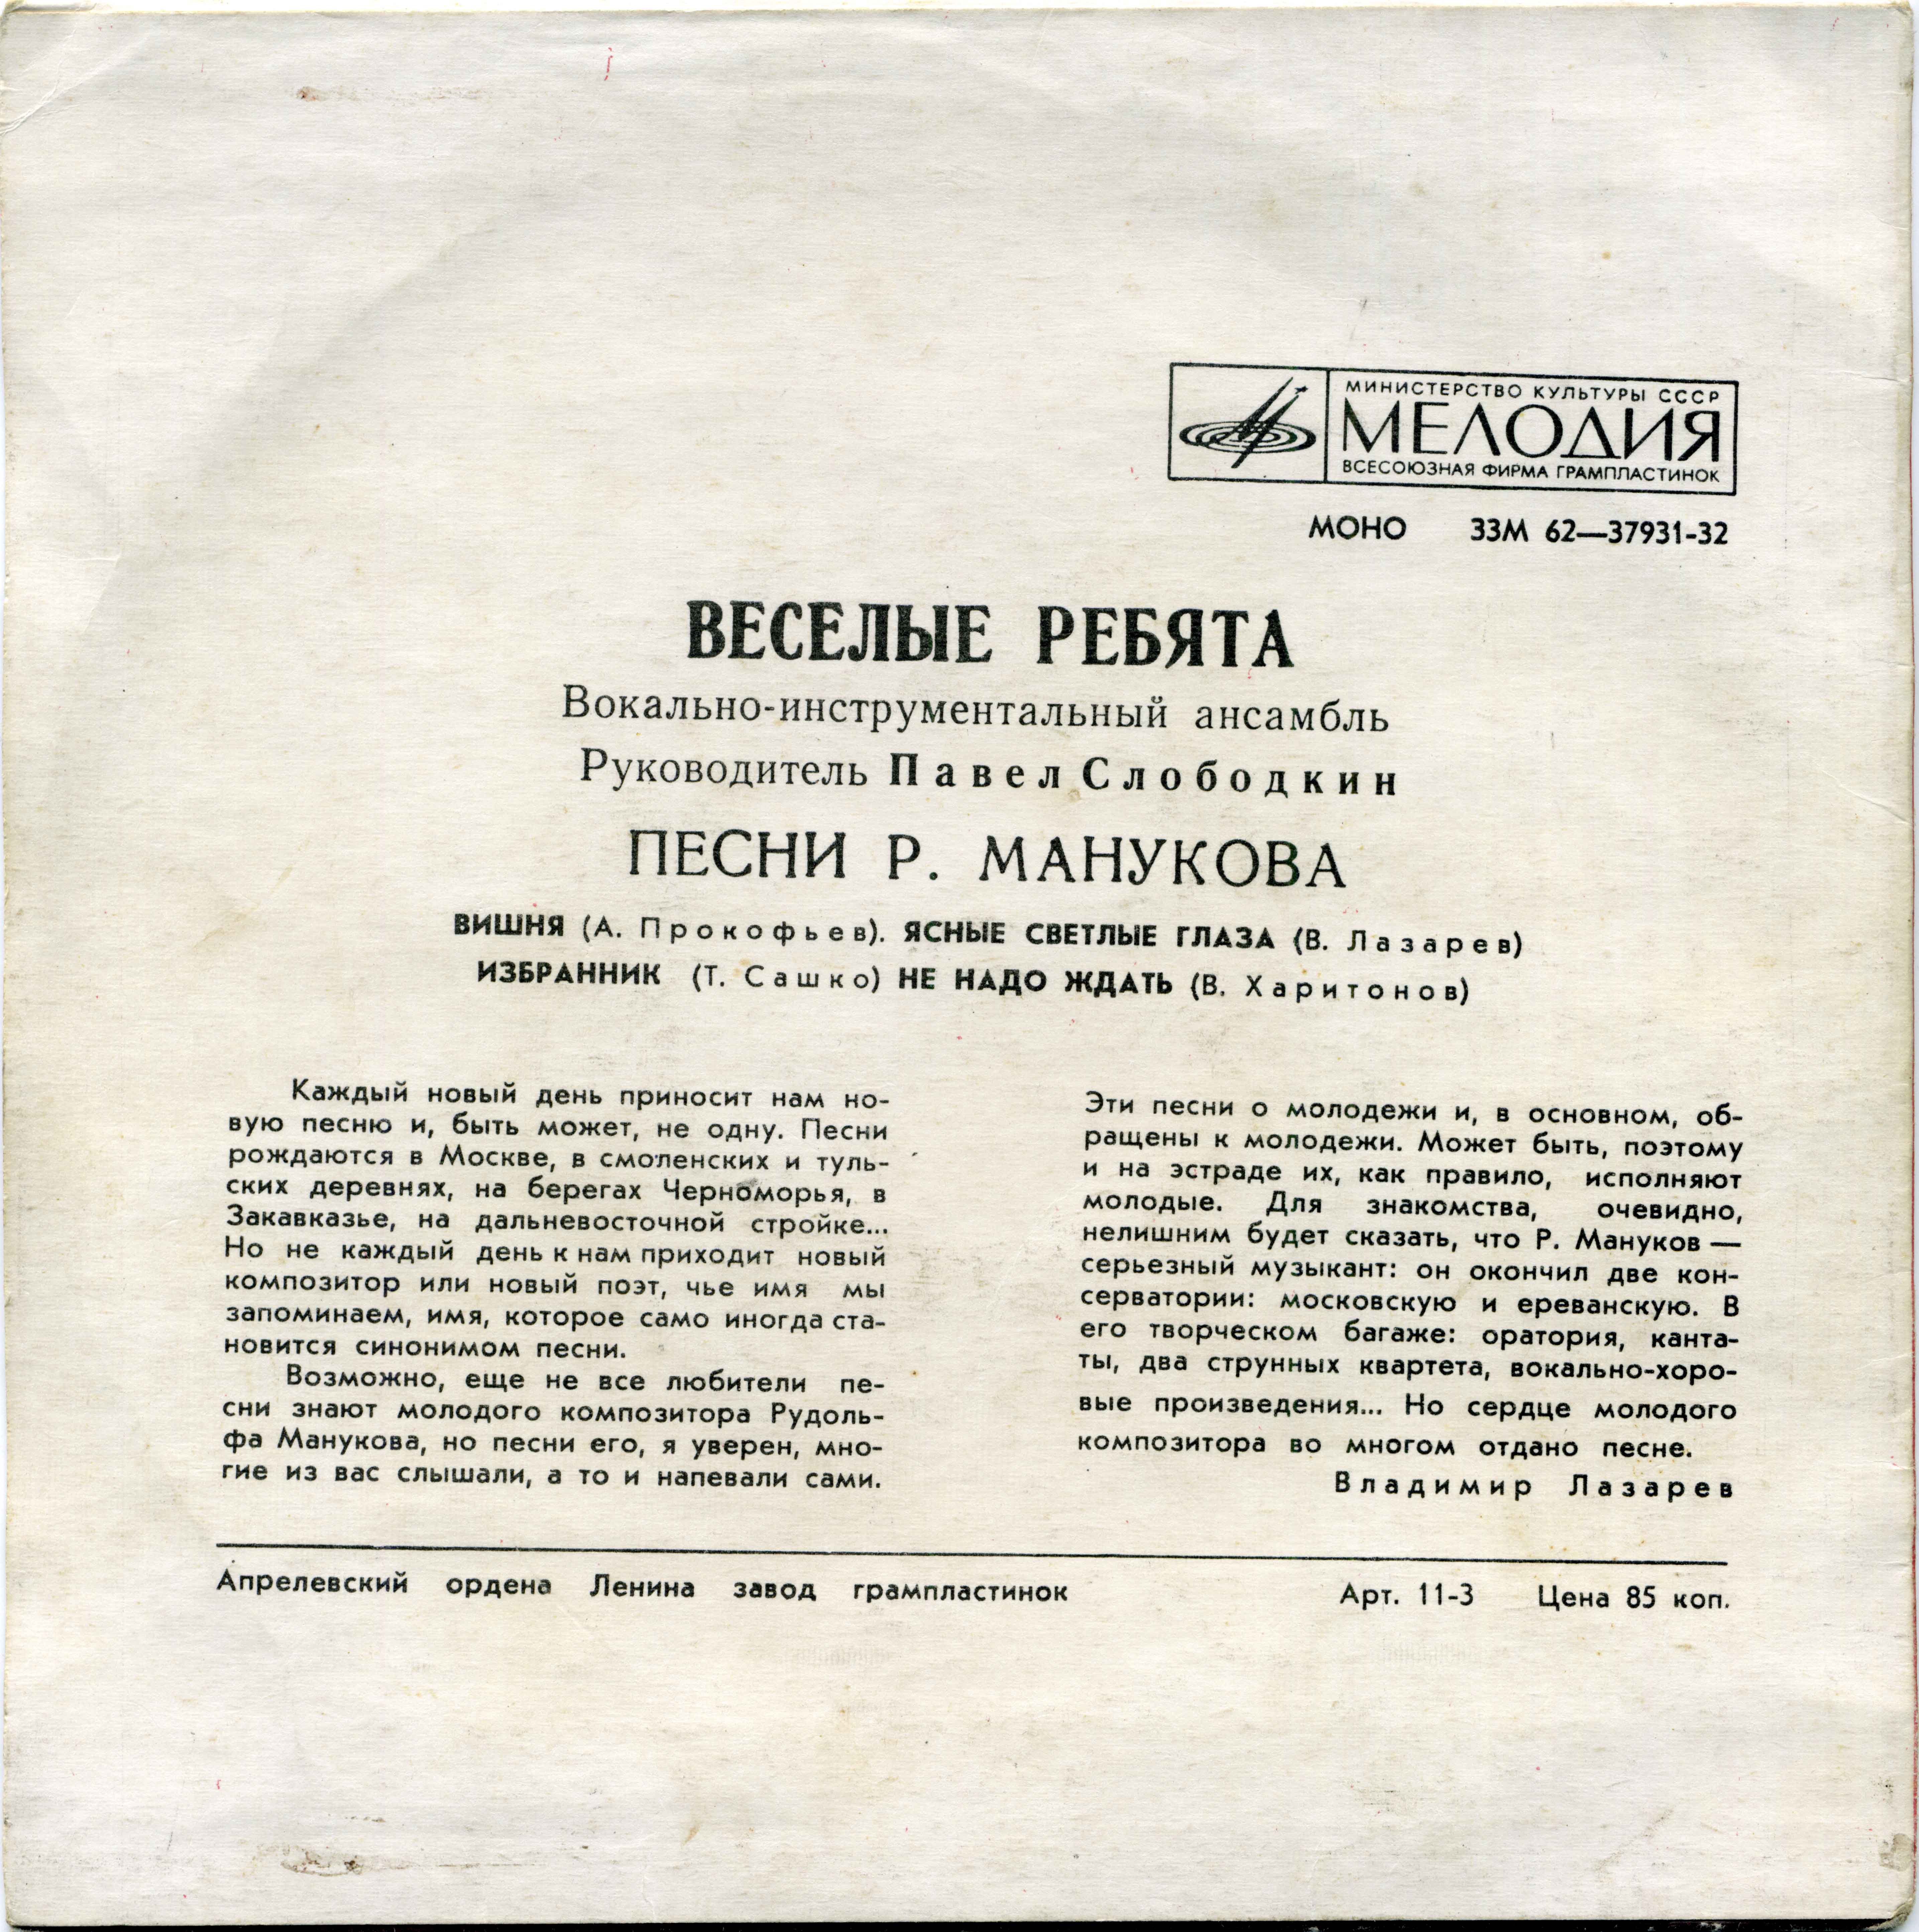 МИНИСТЕРСТВО КУЛЬТУРЫ СССР
МЕЛОДИЯ
ВСЕСОЮЗНАЯ ФИРМА ГРАМПЛАСТИНОК
МОНО 33М 62—37931-32
ВЕСЕЛЫЕ РЕБЯТА
Вокально-инструментальный ансамбль
Руководитель Павел Слободкин
ПЕСНИ Р. МАНУКОВА
ВИШНЯ (А. Прокофьев). ЯСНЫЕ СВЕТЛЫЕ ГЛАЗА (В. Лазарев)
ИЗБРАННИК (Т. Сашко) НЕ НАДО ЖДАТЬ (В. Харитонов)
Каждый новый день приносит нам но-
вую песню и, быть может, не одну. Песни
рождаются в Москве, в смоленских и туль-
ских деревнях, на берегах Черноморья, в
Закавказье, на дальневосточной стройке...
Но не каждый день к нам приходит новый
композитор или новый поэт, чье имя мы
запоминаем, имя, которое само иногда ста-
новится синонимом песни.
Возможно, еще не все любители пе-
сни знают молодого композитора Рудоль-
фа Манукова, но песни его, я уверен, мно-
гие из вас слышали, а то и напевали сами.
Эти песни о молодежи и, в основном, об-
ращены к молодежи. Может быть, поэтому
и на эстраде их, как правило, исполняют
молодые. Для знакомства, очевидно,
нелишним будет сказать, что Р. Мануков —
серьезный музыкант: он окончил две кон-
серватории: московскую и ереванскую. В
его творческом багаже: оратория, канта-
ты, два струнных квартета, вокально-хоро-
вые произведения... Но сердце молодого
композитора во многом отдано песне.
Владимир Лазарев
Апрелевский ордена Ленина завод грампластинок Арт. 11-3 Цена 85 коп.